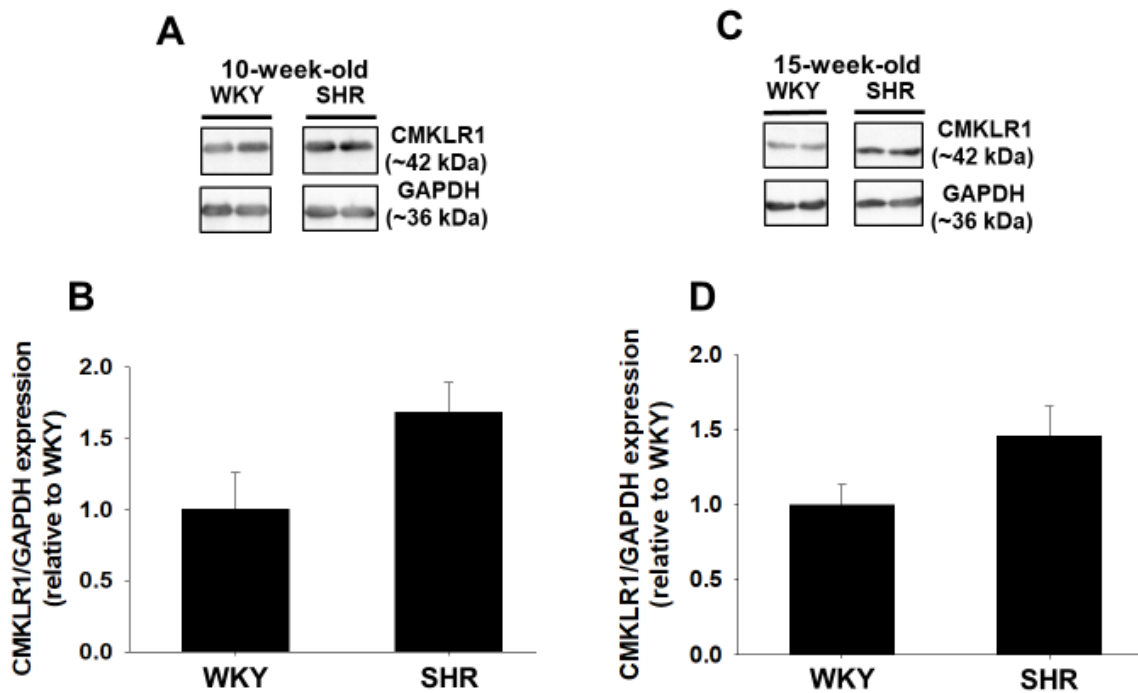 A
10-week-old
WKY SHR
CMKLR1
(~42 kDa)
GAPDH
(~36 kDa)
C
15-week-old
WKY SHR
CMKLR1
(~42 kDa)
GAPDH
(~36 kDa)
B
CMKLR1/GAPDH expression
(relative to WKY)
2.0
1.5
1.0
0.5
0.0
WKY SHR
D
CMKLR1/GAPDH expression
(relative to WKY)
2.0
1.5
1.0
0.5
0.0
WKY SHR